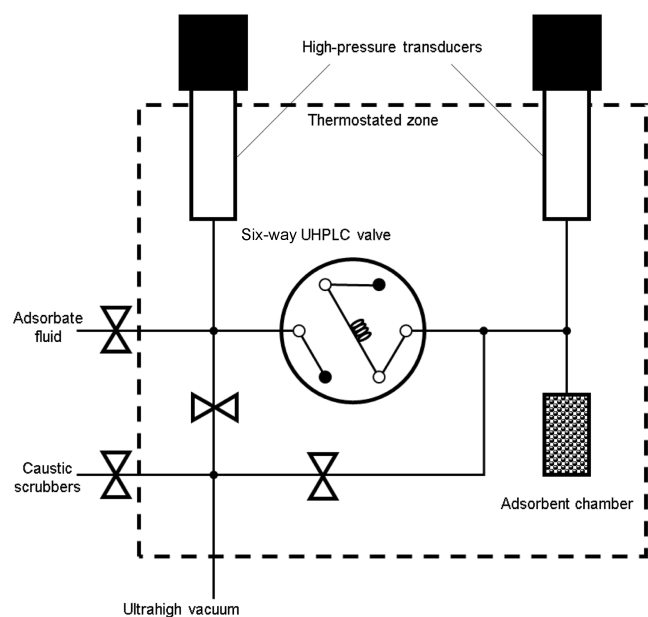 High-pressure transducers
Thermostated zone
Six-way UHPLC valve
Adsorbate
fluid
Caustic
scrubbers
Adsorbent chamber
Ultrahigh vacuum